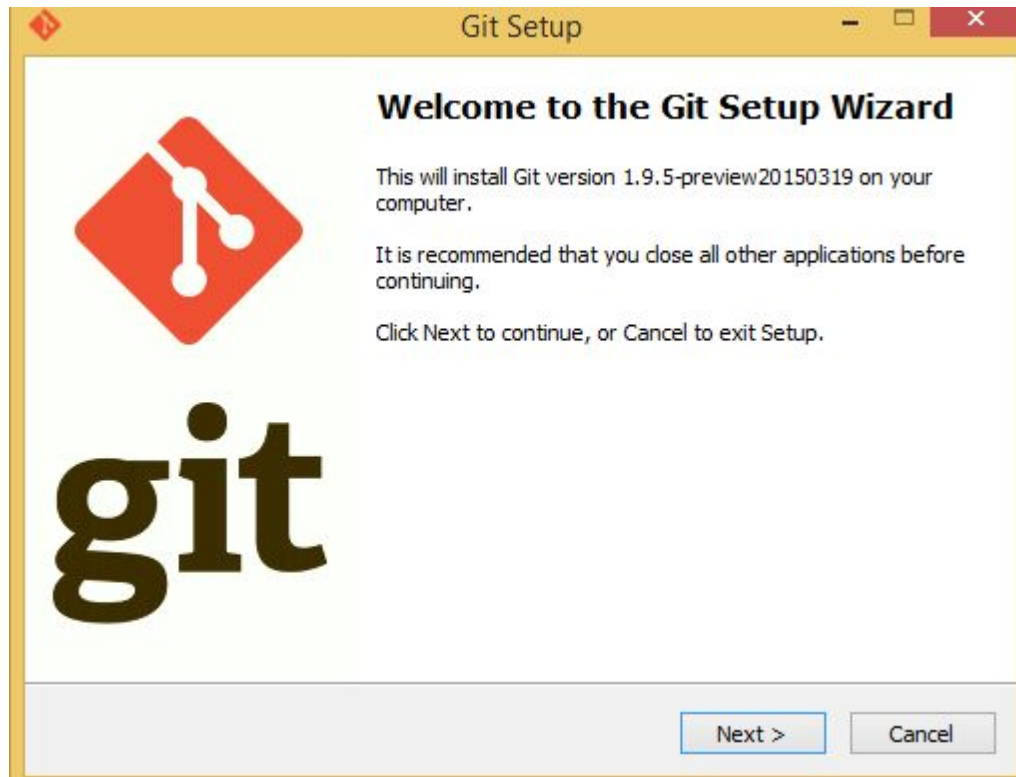 Git Setup
Welcome to the Git Setup Wizard
This will install Git version 1.9.5-preview20150319 on your
computer.
It is recommended that you close all other applications before
continuing.
Click Next to continue, or Cancel to exit Setup.
git
Next >
Cancel